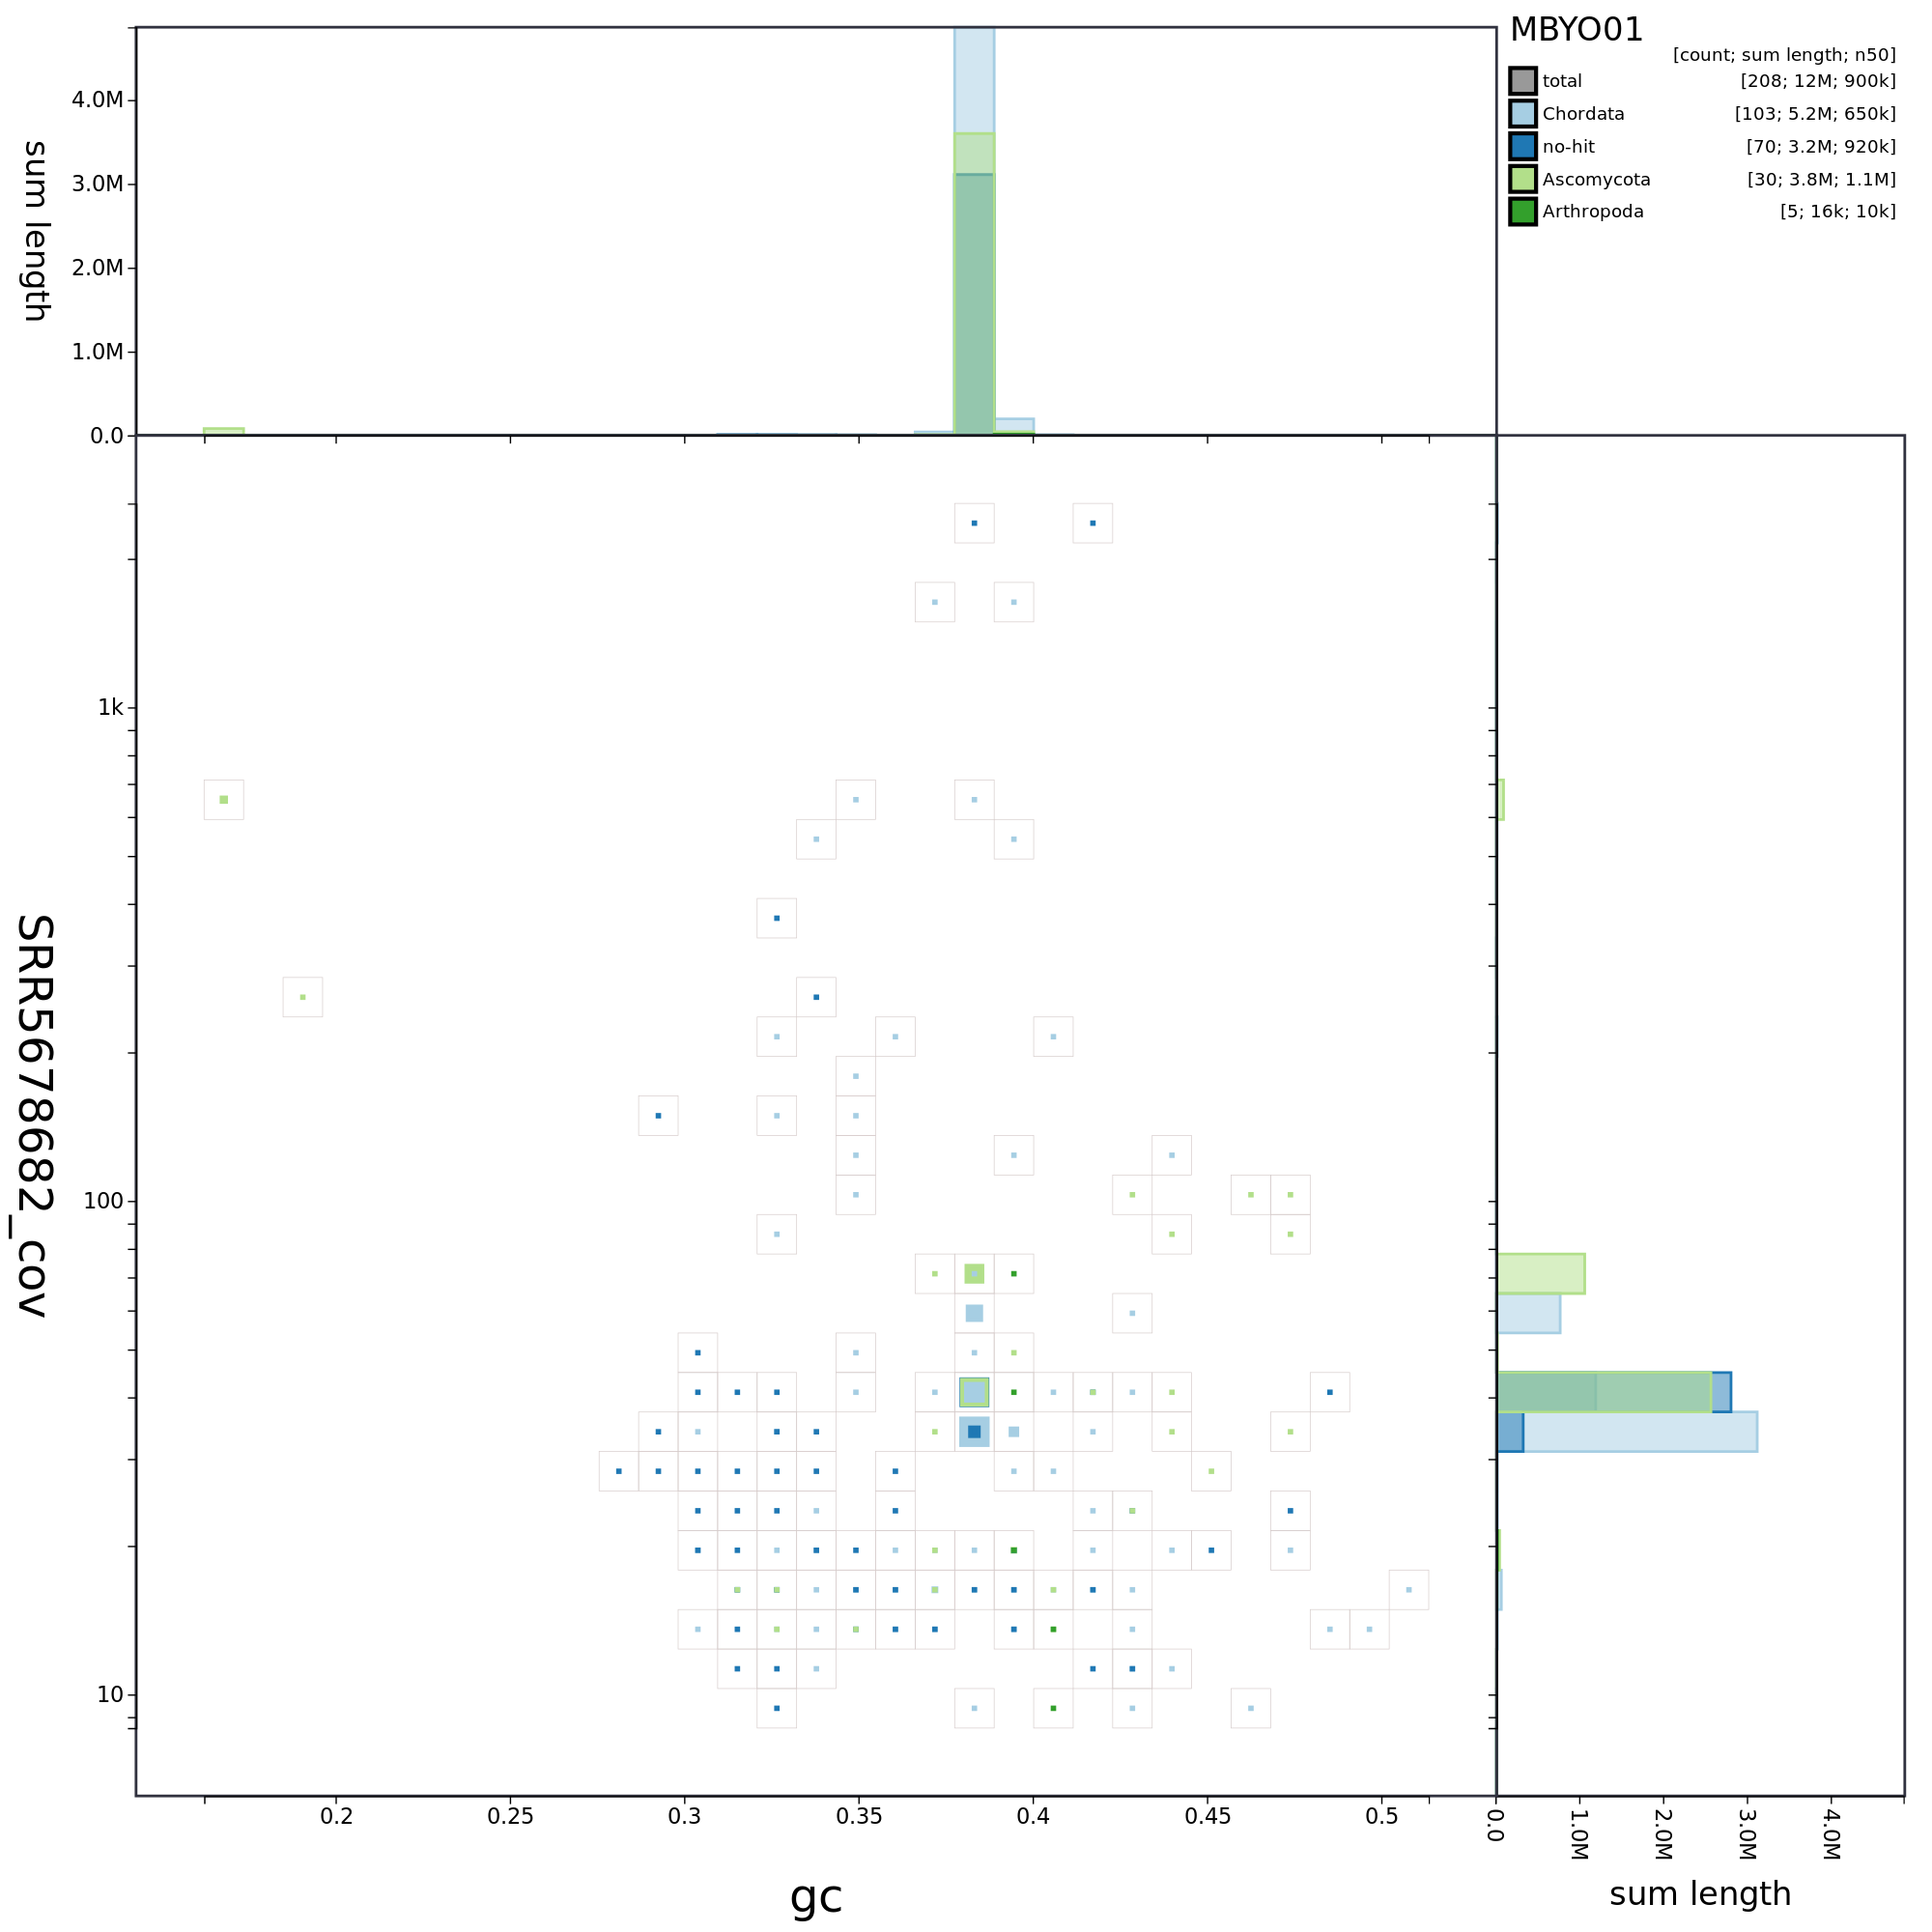 MBYO01
[count; sum length; n50]
total [208; 12M; 900k]
Chordata [103; 5.2M; 650k]
no-hit [70; 3.2M; 920k]
Ascomycota [30; 3.8M; 1.1M]
Arthropoda [5; 16k; 10k]
sum length
4.0M
3.0M
2.0M
1.0M
0.0
SRR5678682_cov
1k
100
10
0.2 0.25 0.3 0.35 0.4 0.45 0.5
gc
0.0 1.0M 2.0M 3.0M 4.0M
sum length